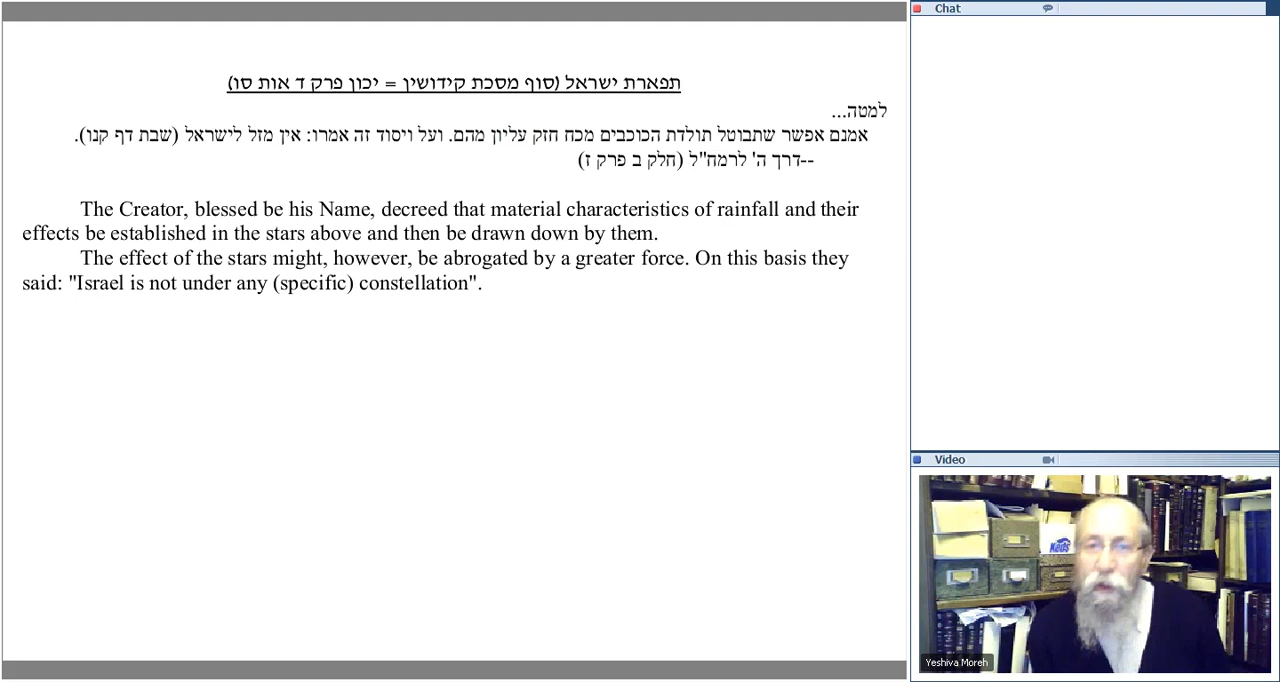 תפארת ישראל (סוף מסכת קידושין = יכון פרק ד אות סו)
למטה...
אמנם אפשר שתבוטל תולדת הכוכבים מכח חזק עליון מהם. ועל ויסוד זה אמרו: אין מזל לישראל (שבת דף קנו).
--דרך ה' לרמח"ל (חלק ב פרק ז)
The Creator, blessed be his Name, decreed that material characteristics of rainfall and their
effects be established in the stars above and then be drawn down by them.
The effect of the stars might, however, be abrogated by a greater force. On this basis they
said: "Israel is not under any (specific) constellation".
Chat
Video
Keds
Yeshiva Moreh